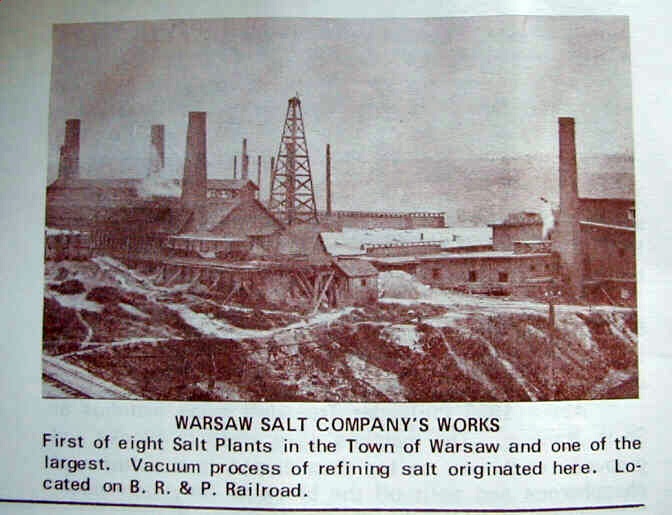 WARSAW SALT COMPANY'S WORKS
First of eight Salt Plants in the Town of Warsaw and one of the
largest. Vacuum process of refining salt originated here. Lo-
cated on B. R. & P. Railroad.